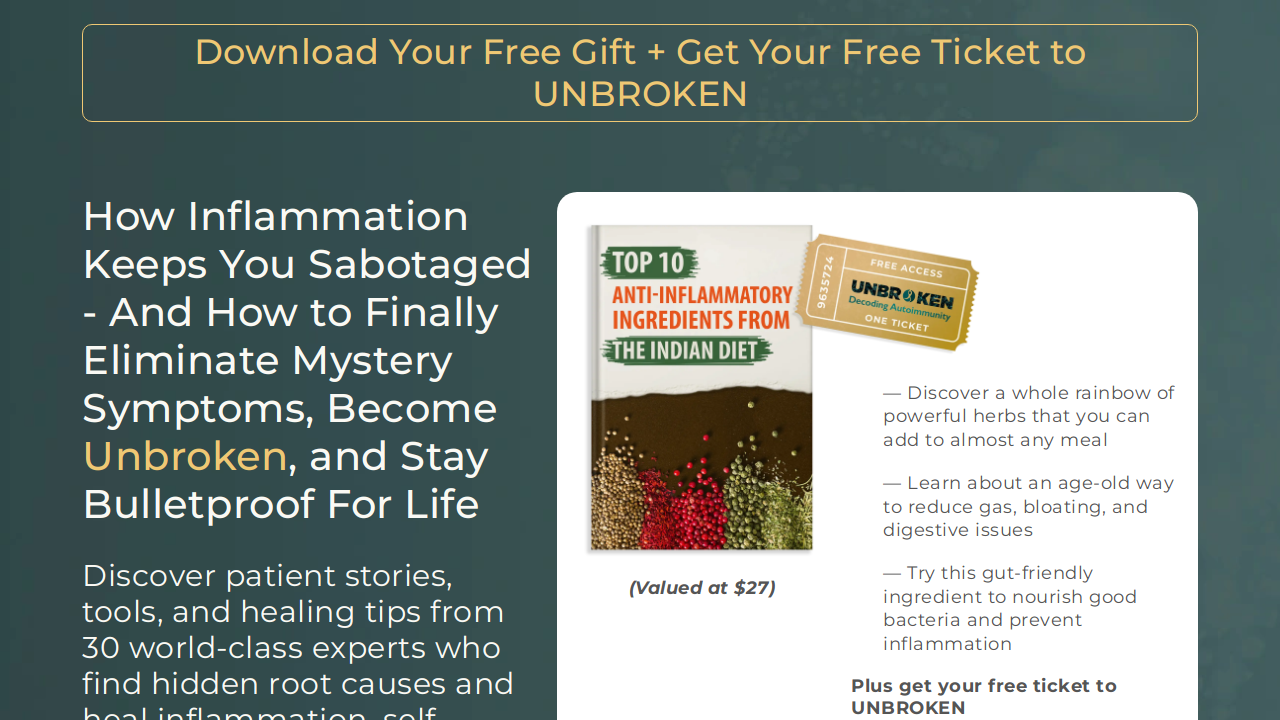 Download Your Free Gift + Get Your Free Ticket to
UNBROKEN
How Inflammation
Keeps You Sabotaged
- And How to Finally
Eliminate Mystery
Symptoms, Become
Unbroken, and Stay
Bulletproof For Life
Discover patient stories,
tools, and healing tips from
30 world-class experts who
find hidden root causes and
heal inflammation, self
TOP 10
ANTI-INFLAMMATORY
INGREDIENTS FROM
THE INDIAN DIET
(Valued at $27)
9635724
FREE ACCESS
UNBROKEN
Decoding Autoimmunity
ONE TICKET
— Discover a whole rainbow of
powerful herbs that you can
add to almost any meal
— Learn about an age-old way
to reduce gas, bloating, and
digestive issues
— Try this gut-friendly
ingredient to nourish good
bacteria and prevent
inflammation
Plus get your free ticket to
UNBROKEN